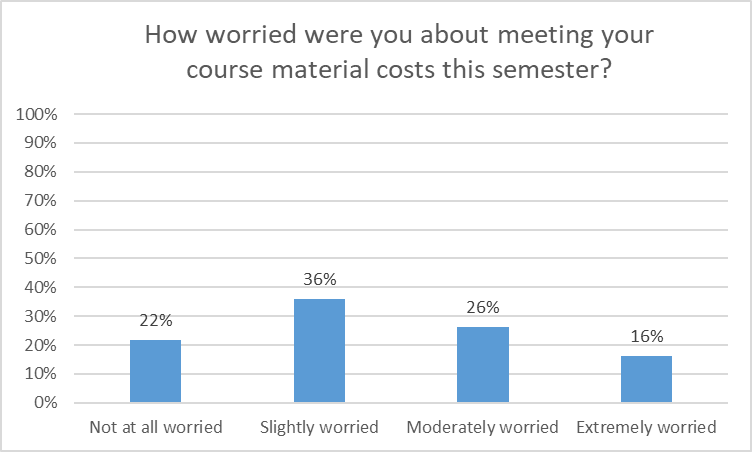 How worried were you about meeting your
course material costs this semester?
100%
90%
80%
70%
60%
50%
40%
30%
20%
10%
0%
22%
36%
26%
16%
Not at all worried
Slightly worried
Moderately worried
Extremely worried